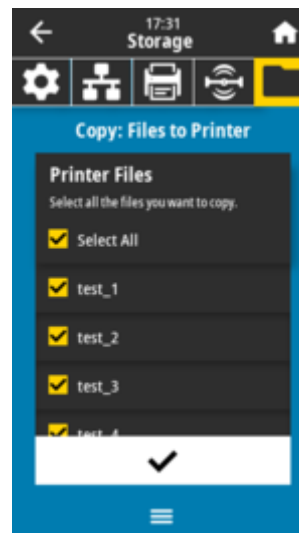 17:31
Storage
Copy: Files to Printer
Printer Files
Select all the files you want to copy.
Select All
test_1
test_2
test_3
test_4